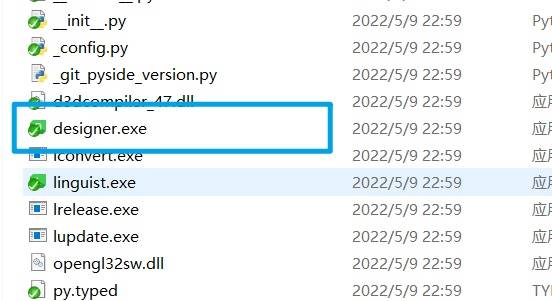 __init__.py 2022/5/9 22:59 Pyt
_config.py 2022/5/9 22:59 Pyt
_git_pyside_version.py 2022/5/9 22:59 Pyt
d3dcompiler_47.dll 2022/5/9 22:59 应用
designer.exe 2022/5/9 22:59 应用
lconvert.exe 2022/5/9 22:59 应用
linguist.exe 2022/5/9 22:59 应用
lrelease.exe 2022/5/9 22:59 应用
lupdate.exe 2022/5/9 22:59 应用
opengl32sw.dll 2022/5/9 22:59 应用
py.typed 2022/5/9 22:59 TYP